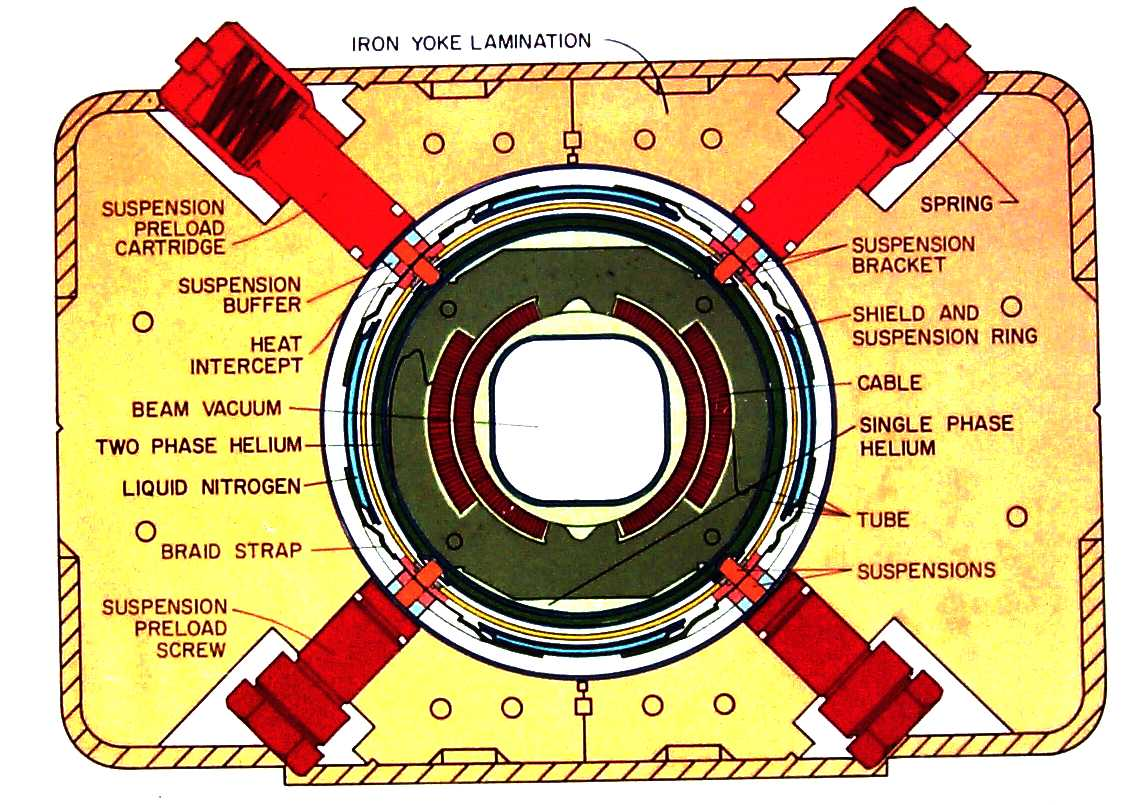 IRON YOKE LAMINATION
SUSPENSION
PRELOAD
CARTRIDGE
SUSPENSION
BUFFER
HEAT
INTERCEPT
BEAM VACUUM
TWO PHASE HELIUM
LIQUID NITROGEN
BRAID STRAP
SUSPENSION
PRELOAD
SCREW
SPRING
SUSPENSION
BRACKET
SHIELD AND
SUSPENSION RING
CABLE
SINGLE PHASE
HELIUM
TUBE
SUSPENSIONS